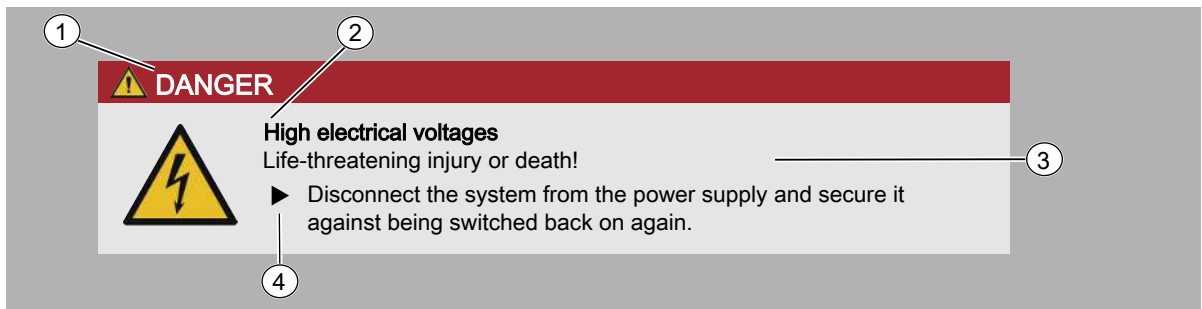 1
2
DANGER
High electrical voltages
Life-threatening injury or death!
3
▶ Disconnect the system from the power supply and secure it
against being switched back on again.
4